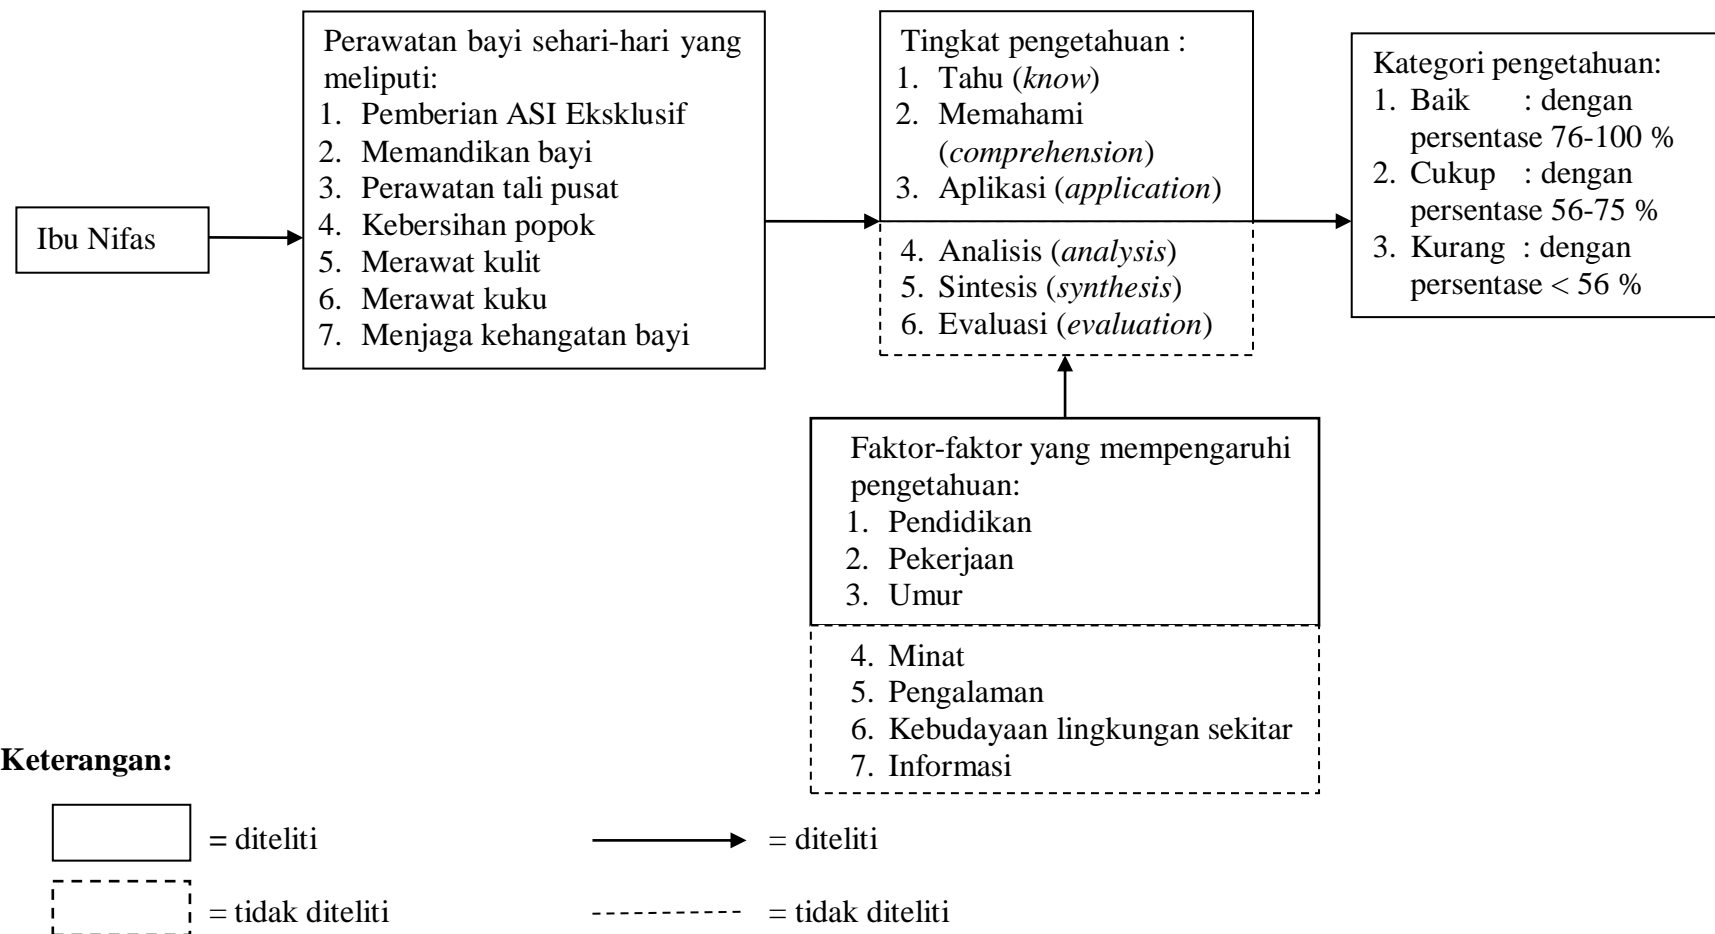 Ibu Nifas
Perawatan bayi sehari-hari yang
meliputi:
1. Pemberian ASI Eksklusif
2. Memandikan bayi
3. Perawatan tali pusat
4. Kebersihan popok
5. Merawat kulit
6. Merawat kuku
7. Menjaga kehangatan bayi
Tingkat pengetahuan :
1. Tahu (know)
2. Memahami
(comprehension)
3. Aplikasi (application)
4. Analisis (analysis)
5. Sintesis (synthesis)
6. Evaluasi (evaluation)
Kategori pengetahuan:
1. Baik : dengan
persentase 76-100 %
2. Cukup : dengan
persentase 56-75 %
3. Kurang : dengan
persentase < 56 %
Faktor-faktor yang mempengaruhi
pengetahuan:
1. Pendidikan
2. Pekerjaan
3. Umur
4. Minat
5. Pengalaman
6. Kebudayaan lingkungan sekitar
7. Informasi
Keterangan:
= diteliti
= diteliti
= tidak diteliti
= tidak diteliti